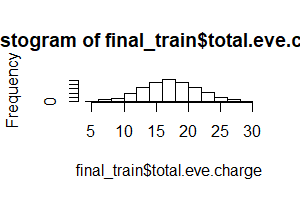 stogram of final_train$total.eve.c
Frequency
0
5 10 15 20 25 30
final_train$total.eve.charge